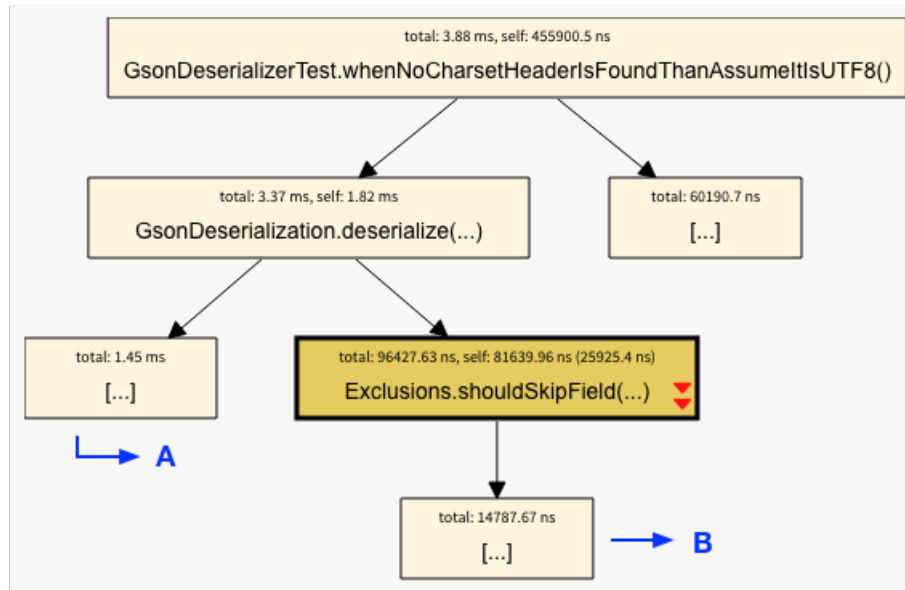 total: 3.88 ms, self: 455900.5 ns
GsonDeserializerTest.whenNoCharsetHeaderIsFoundThanAssumeItIsUTF8()
total: 3.37 ms, self: 1.82 ms
GsonDeserialization.deserialize(...)
total: 60190.7 ns
[...]
total: 1.45 ms
[...]
total: 96427.63 ns, self: 81639.96 ns (25925.4 ns)
Exclusions.shouldSkipField(...)
A
total: 14787.67 ns
[...]
B